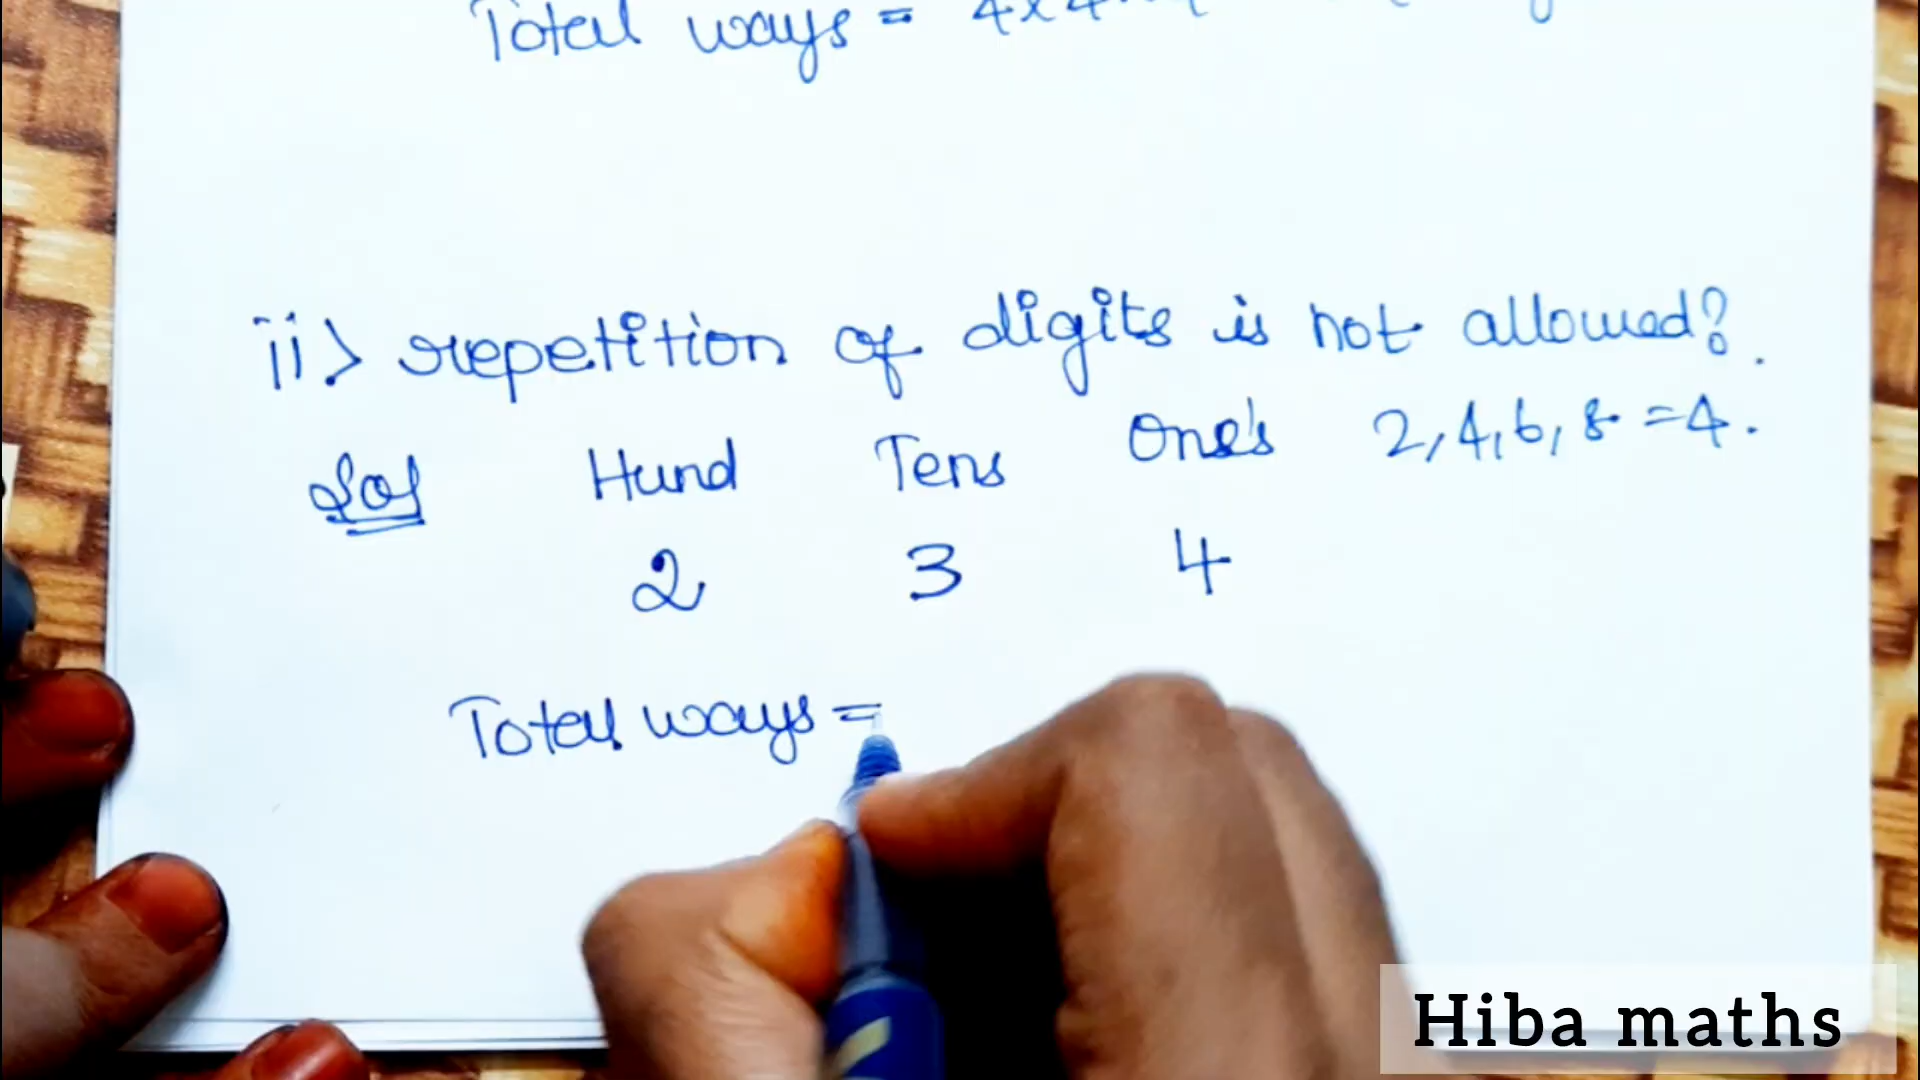 Total ways = 4x4
ii> repetition of digits is not allowed?.
Sol Hund Tens One's 2,4,6,8 =4.
2 3 4
Total ways =
Hiba maths